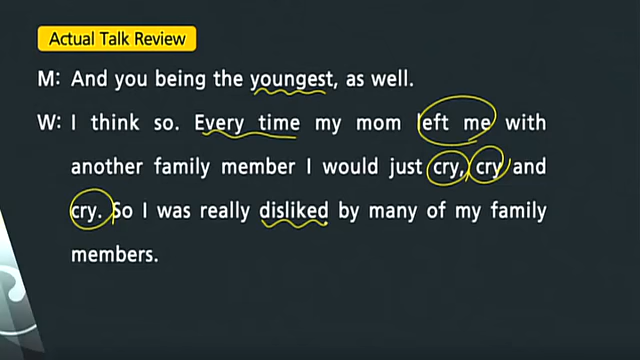 Actual Talk Review
M: And you being the youngest, as well.
W: I think so. Every time my mom left me with
another family member I would just cry, cry and
cry. So I was really disliked by many of my family
members.